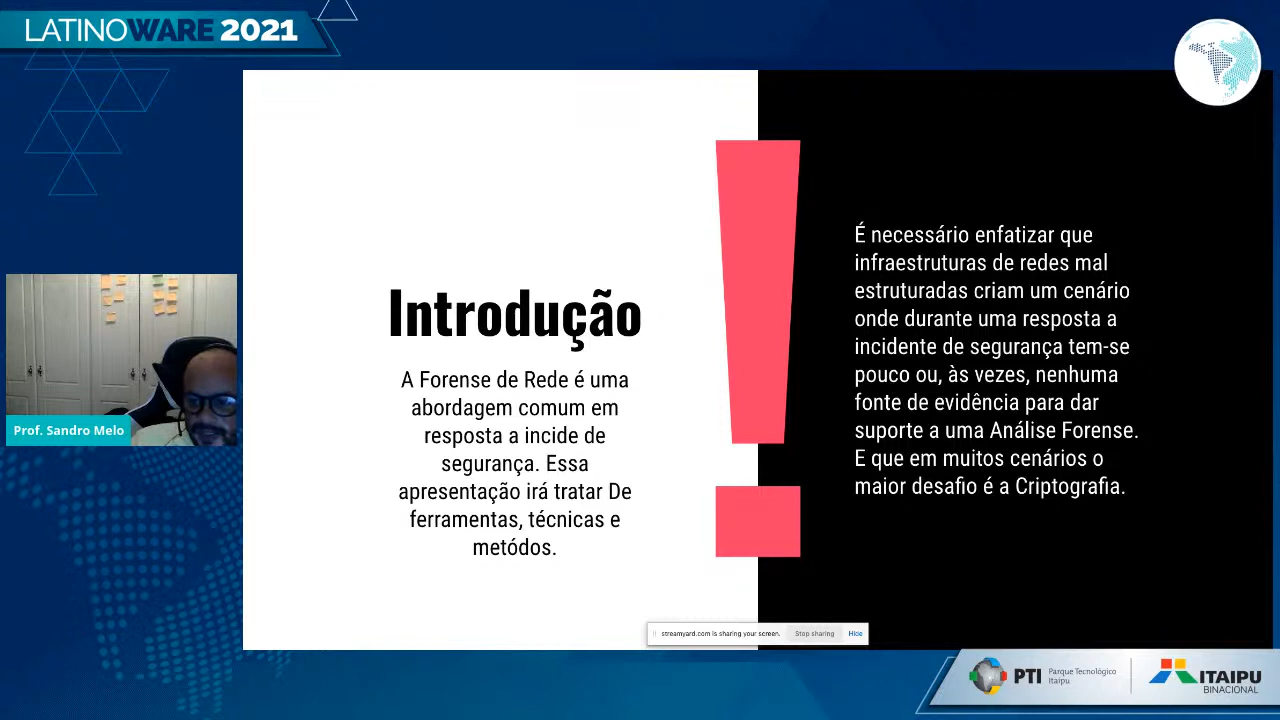 LATINOWARE 2021
Introdução
A Forense de Rede é uma
abordagem comum em
resposta a incide de
segurança. Essa
apresentação irá tratar De
ferramentas, técnicas e
metódos.
É necessário enfatizar que
infraestruturas de redes mal
estruturadas criam um cenário
onde durante uma resposta a
incidente de segurança tem-se
pouco ou, às vezes, nenhuma
fonte de evidência para dar
suporte a uma Análise Forense.
E que em muitos cenários o
maior desafio é a Criptografia.
Prof. Sandro Melo
streamyard.com is sharing your screen. Stop sharing Hide
PTI Parque Tecnológico
Itaipu
ITAIPU
BINACIONAL